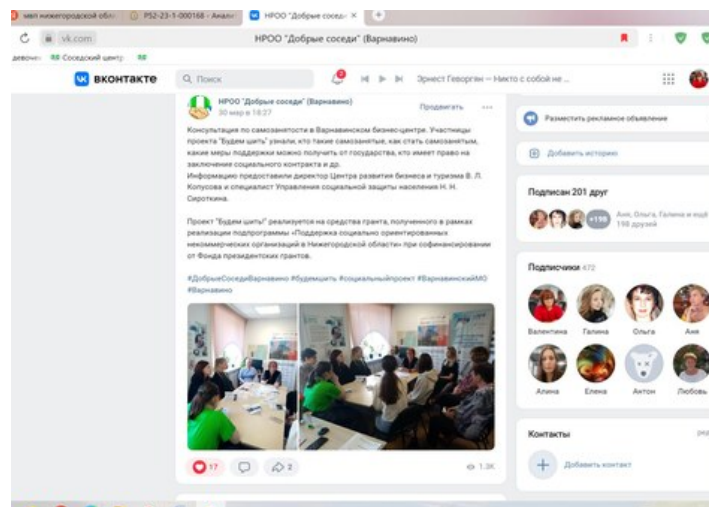 мвп нижегородской обла
P52-23-1-000168 - Анали
НРОО "Добрые соседи
vk.com
НРОО "Добрые соседи" (Варнавино)
девочек
Соседский центр
вконтакте
Поиск
Эрнест Геворгян — Никто с собой не ...
НРОО "Добрые соседи" (Варнавино)
30 мар в 18:27
Продвигать
Консультация по самозанятости в Варнавинском бизнес-центре. Участницы
проекта "Будем шить" узнали, кто такие самозанятые, как стать самозанятым,
какие меры поддержки можно получить от государства, кто имеет право на
заключение социального контракта и др.
Информацию предоставили директор Центра развития бизнеса и туризма В. Л.
Копусова и специалист Управления социальной защиты населения Н. Н.
Сироткина.
Проект "Будем шить!" реализуется на средства гранта, полученного в рамках
реализации подпрограммы «Поддержка социально ориентированных
некоммерческих организаций в Нижегородской области» при софинансировании
от Фонда президентских грантов.
#ДобрыеСоседиВарнавино #будемшить #социальныйпроект #ВарнавинскийМО
#Варнавино
17
2
1.3K
Разместить рекламное объявление
Добавить историю
Подписан 201 друг
+198
Аня, Ольга, Галина и ещё
198 друзей
Подписчики 472
Валентина Галина Ольга Аня
Алина Елена Антон Любовь
Контакты
ред
Добавить контакт